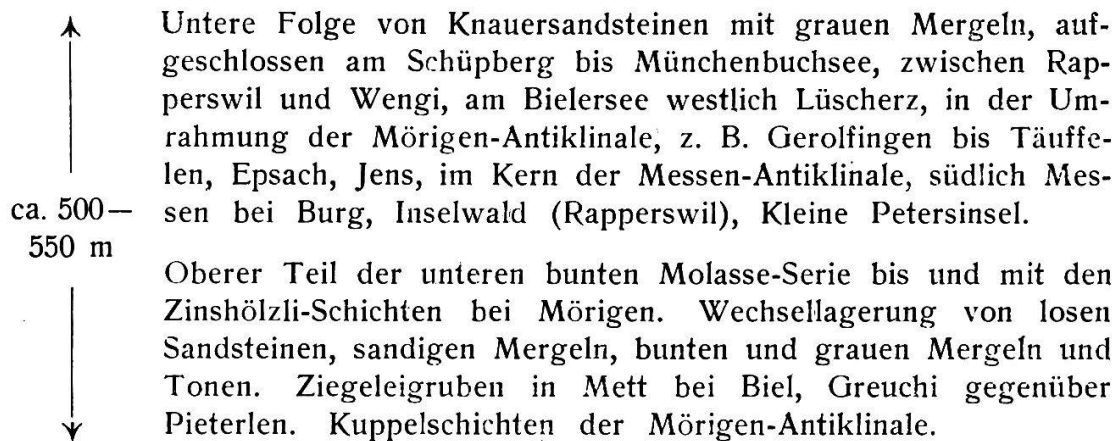 Untere Folge von Knauersandsteinen mit grauen Mergeln, auf-
geschlossen am Schüpberg bis Münchenbuchsee, zwischen Rap-
perswil und Wengi, am Bielersee westlich Lüscherz, in der Um-
rahmung der Mörigen-Antiklinale, z. B. Gerolfingen bis Täuffe-
len, Epsach, Jens, im Kern der Messen-Antiklinale, südlich Mes-
sen bei Burg, Inselwald (Rapperswil), Kleine Petersinsel.
ca. 500—
550 m
Oberer Teil der unteren bunten Molasse-Serie bis und mit den
Zinshölzli-Schichten bei Mörigen. Wechsellagerung von losen
Sandsteinen, sandigen Mergeln, bunten und grauen Mergeln und
Tonen. Ziegeleigruben in Mett bei Biel, Greuchi gegenüber
Pieterlen. Kuppelschichten der Mörigen-Antiklinale.